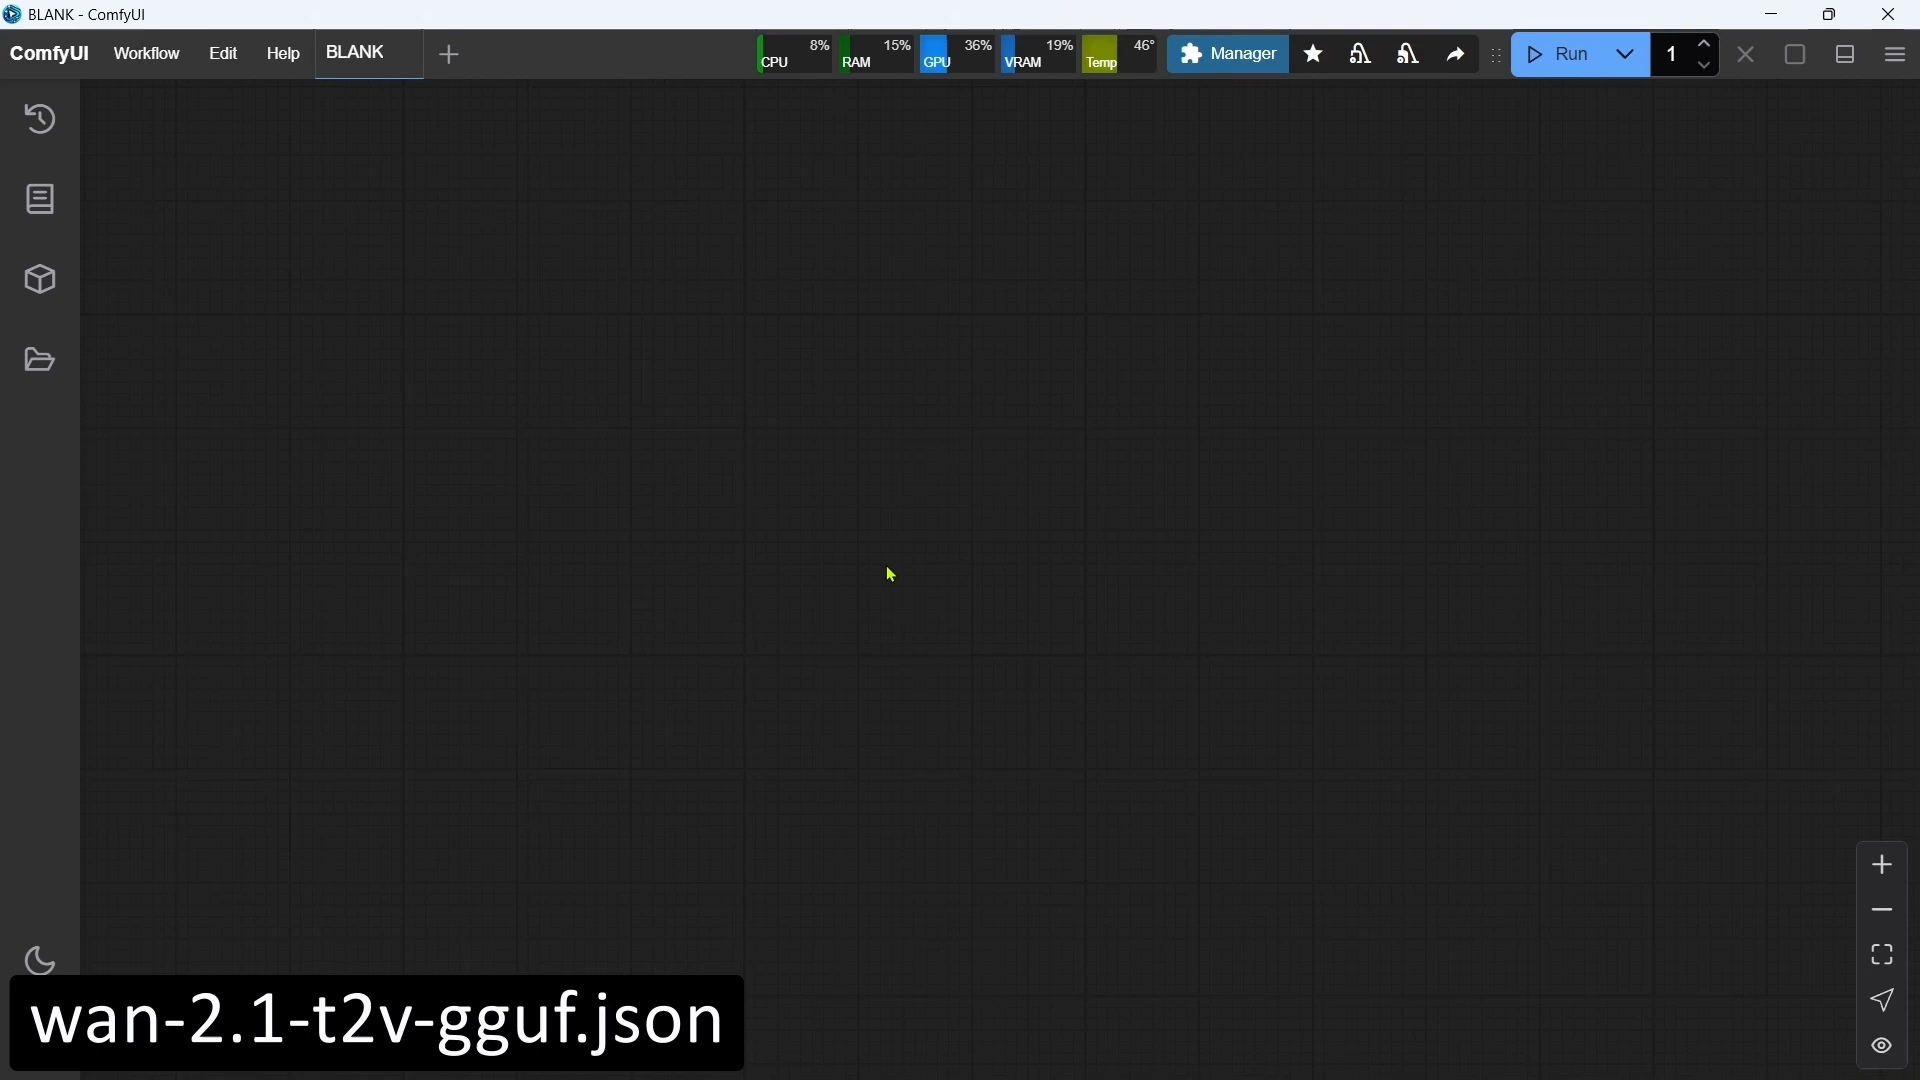 BLANK - ComfyUI
ComfyUI Workflow Edit Help BLANK
CPU 8% RAM 15% GPU 36% VRAM 19% Temp 46° Manager Run 1
wan-2.1-t2v-gguf.json